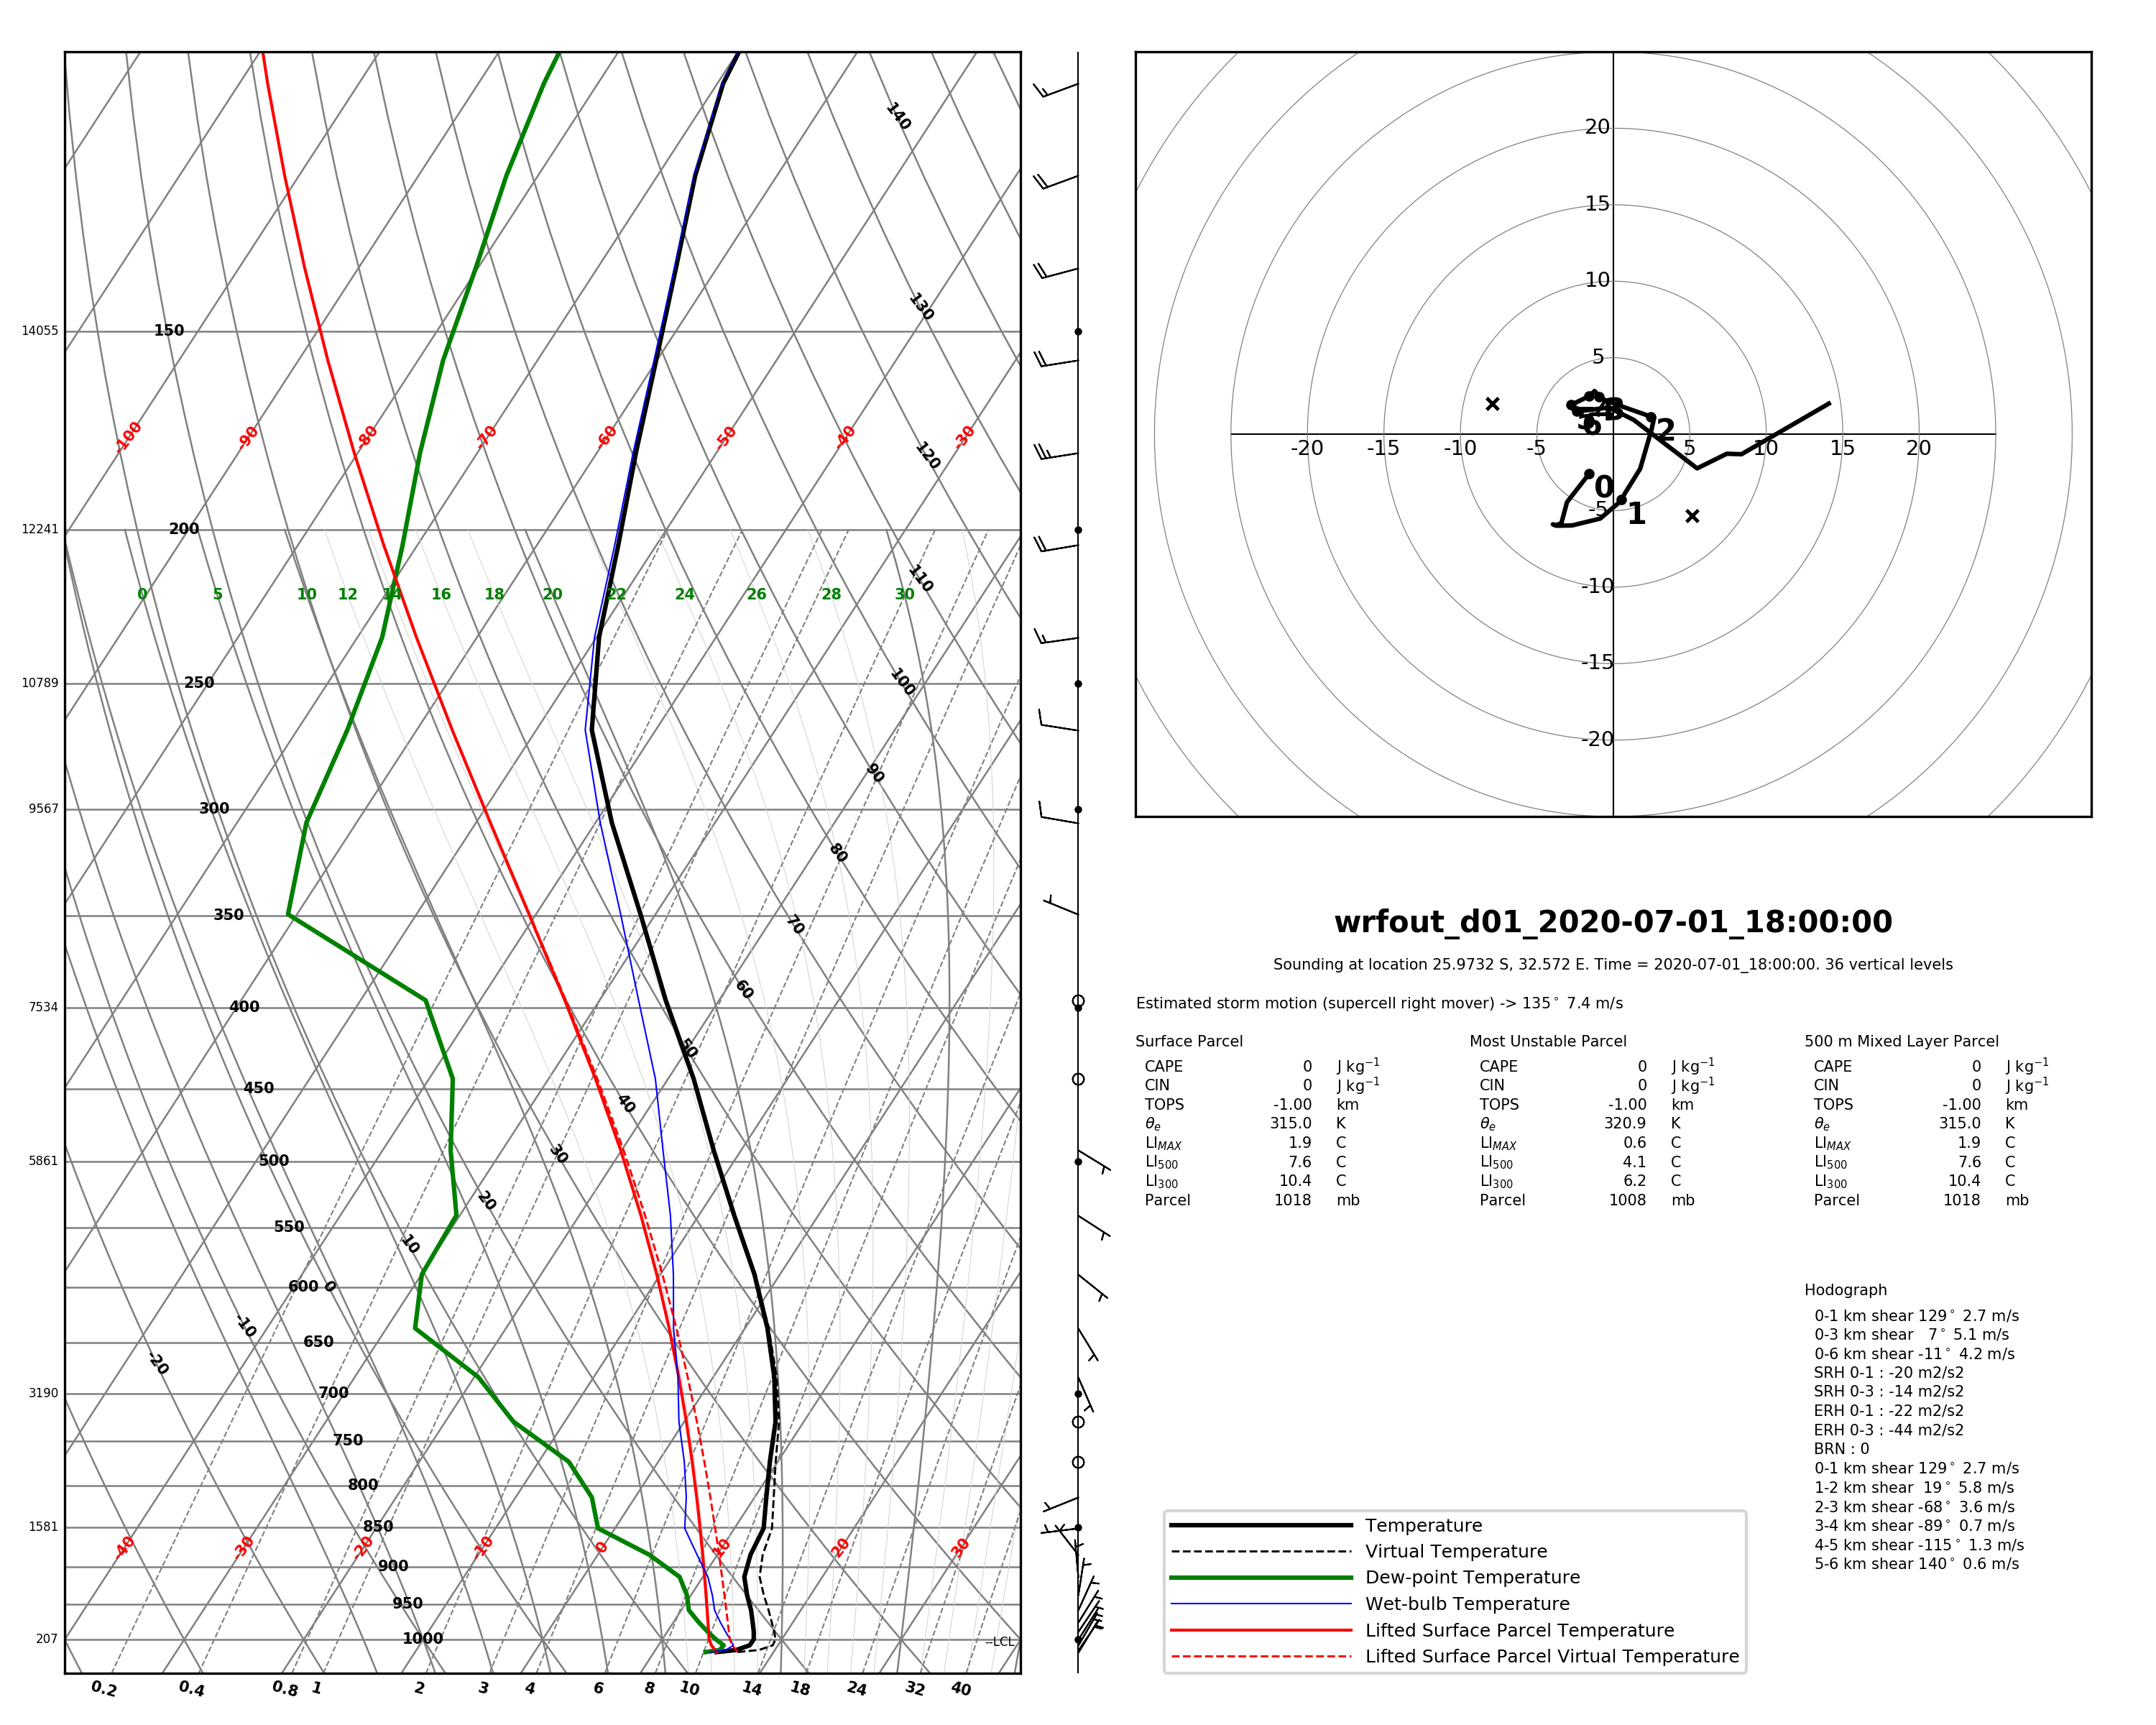 140
130
120
110
100
90
80
70
60
50
40
30
20
10
0
-10
-20
14055 150
12241 200
10789 250
9567 300
350
7534 400
450
5861 500
550
600
650
3190 700
750
800
1581 850
900
950
207 1000
--LCL
-100 -90 -80 -70 -60 -50 -40 -30
0 5 10 12 14 16 18 20 22 24 26 28 30
-40 -30 -20 -10 0 10 20 30
0.2 0.4 0.8 1 2 3 4 6 8 10 14 18 24 32 40
20
15
10
5
-5
-10
-15
-20
-20 -15 -10 -5 5 10 15 20
0 1 2 3 5 6
wrfout_d01_2020-07-01_18:00:00
Sounding at location 25.9732 S, 32.572 E. Time = 2020-07-01_18:00:00. 36 vertical levels
Estimated storm motion (supercell right mover) -> 135° 7.4 m/s
Surface Parcel
CAPE 0 J kg⁻¹
CIN 0 J kg⁻¹
TOPS -1.00 km
θₑ 315.0 K
LI_MAX 1.9 C
LI₅₀₀ 7.6 C
LI₃₀₀ 10.4 C
Parcel 1018 mb
Most Unstable Parcel
CAPE 0 J kg⁻¹
CIN 0 J kg⁻¹
TOPS -1.00 km
θₑ 320.9 K
LI_MAX 0.6 C
LI₅₀₀ 4.1 C
LI₃₀₀ 6.2 C
Parcel 1008 mb
500 m Mixed Layer Parcel
CAPE 0 J kg⁻¹
CIN 0 J kg⁻¹
TOPS -1.00 km
θₑ 315.0 K
LI_MAX 1.9 C
LI₅₀₀ 7.6 C
LI₃₀₀ 10.4 C
Parcel 1018 mb
Hodograph
0-1 km shear 129° 2.7 m/s
0-3 km shear 7° 5.1 m/s
0-6 km shear -11° 4.2 m/s
SRH 0-1 : -20 m2/s2
SRH 0-3 : -14 m2/s2
ERH 0-1 : -22 m2/s2
ERH 0-3 : -44 m2/s2
BRN : 0
0-1 km shear 129° 2.7 m/s
1-2 km shear 19° 5.8 m/s
2-3 km shear -68° 3.6 m/s
3-4 km shear -89° 0.7 m/s
4-5 km shear -115° 1.3 m/s
5-6 km shear 140° 0.6 m/s
Temperature
Virtual Temperature
Dew-point Temperature
Wet-bulb Temperature
Lifted Surface Parcel Temperature
Lifted Surface Parcel Virtual Temperature